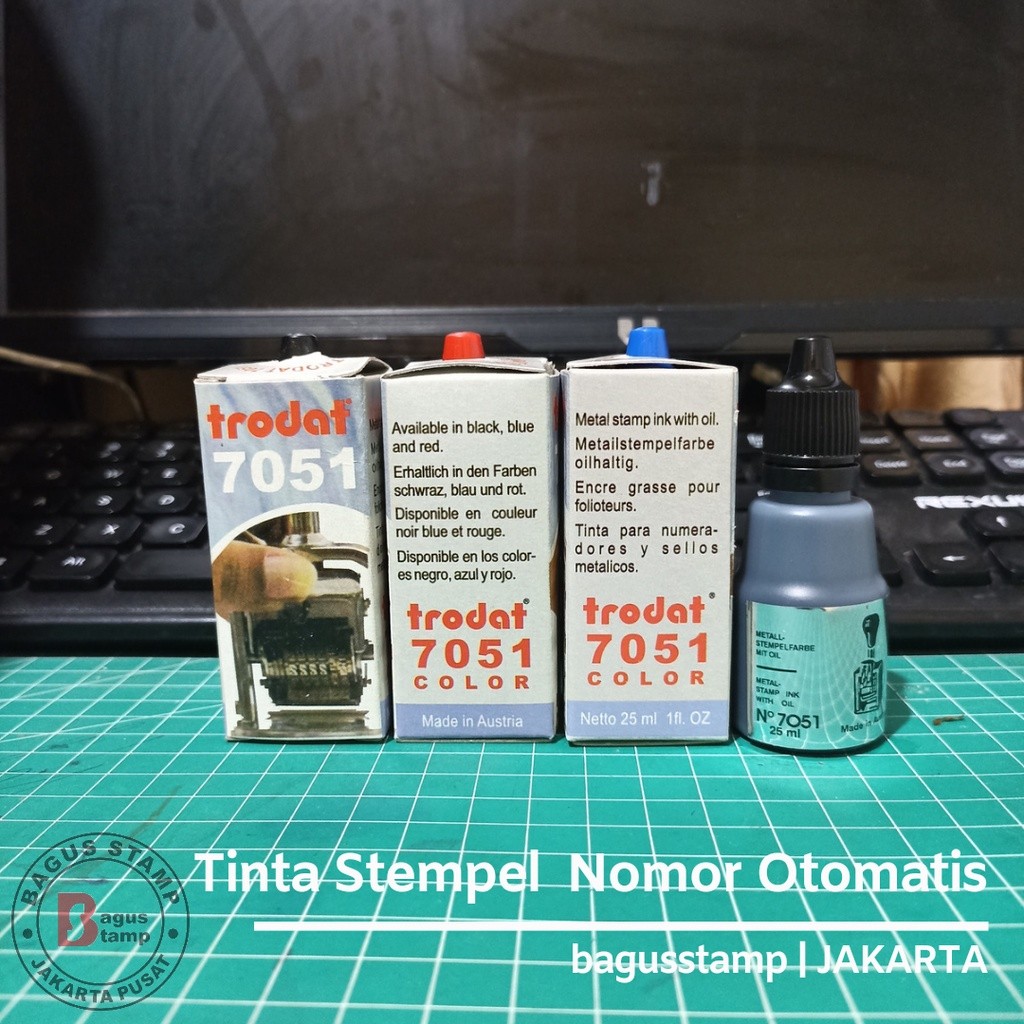 trodat®
7051
Available in black, blue
and red.
Erhaltlich in den Farben
schwraz, blau und rot.
Disponible en couleur
noir blue et rouge.
Disponible en los color-
es negro, azul y rojo.
trodat®
7051
COLOR
Made in Austria
Metal stamp ink with oil.
Metailstempelfarbe
oilhaltig.
Encre grasse pour
folioteurs.
Tinta para numera-
dores y sellos
metalicos.
trodat®
7051
COLOR
Netto 25 ml 1fl. OZ
METALL-
STEMPELFARBE
MIT OIL
METAL-
STAMP INK
WITH OIL
Nº 7051
25 ml
Made in
Alt
BAGUS STAMP
Bagus
Stamp
JAKARTA PUSAT
Tinta Stempel Nomor Otomatis
bagusstamp | JAKARTA